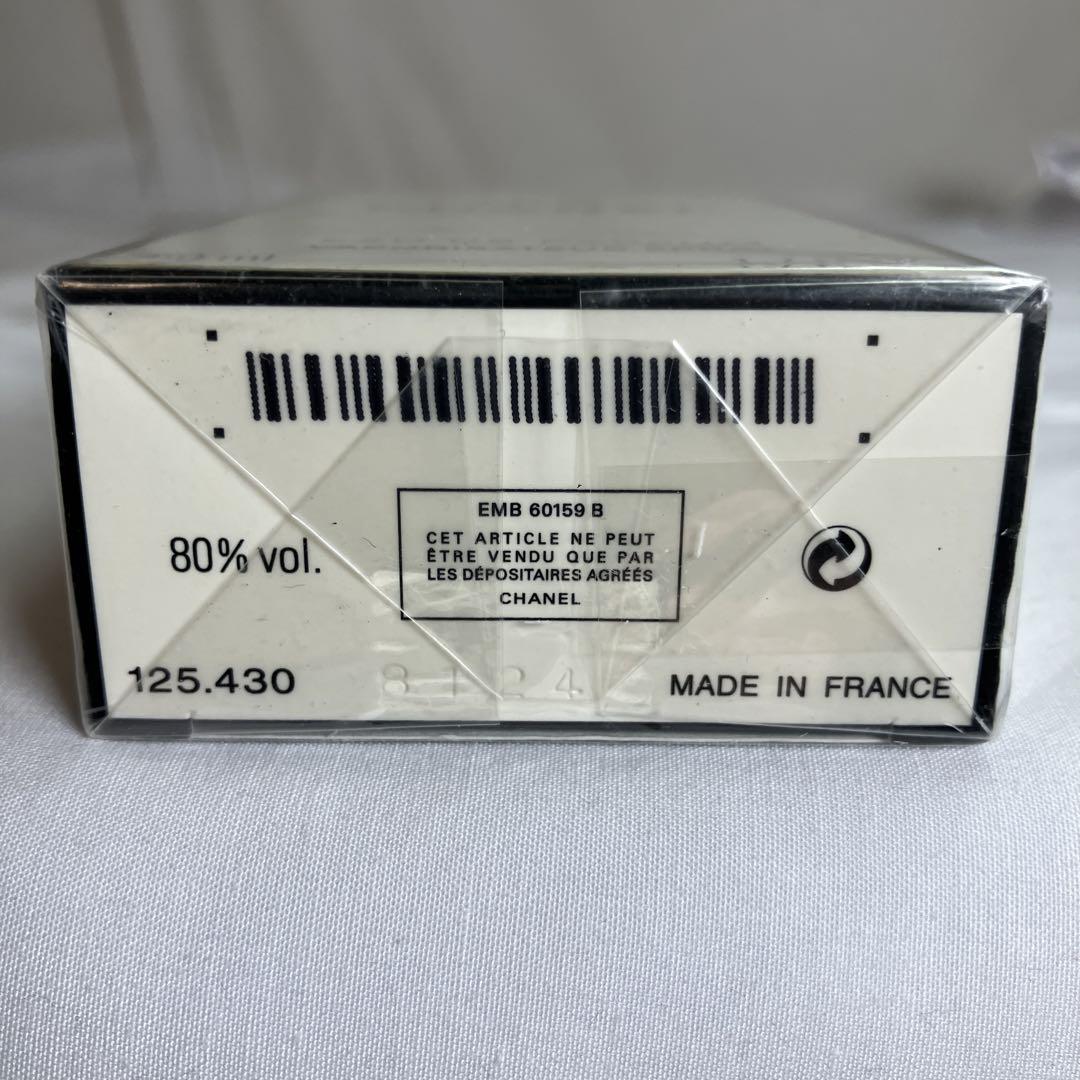 EMB 60159 B
CET ARTICLE NE PEUT
ÊTRE VENDU QUE PAR
LES DÉPOSITAIRES AGRÉÉS
CHANEL
80% vol.
125.430
8124
MADE IN FRANCE